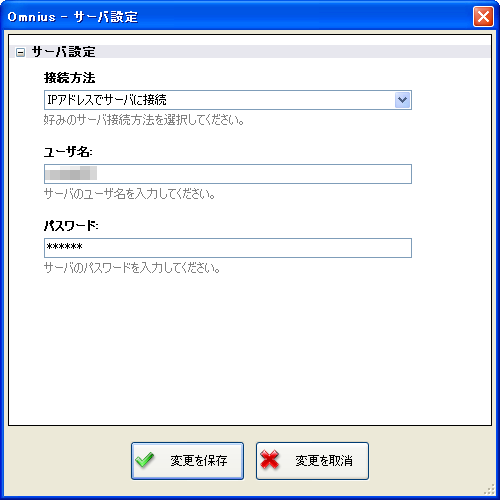 Omnius - サーバ設定
サーバ設定
接続方法
IPアドレスでサーバに接続
好みのサーバ接続方法を選択してください。
ユーザ名:
サーバのユーザ名を入力してください。
パスワード:
******
サーバのパスワードを入力してください。
変更を保存
変更を取消